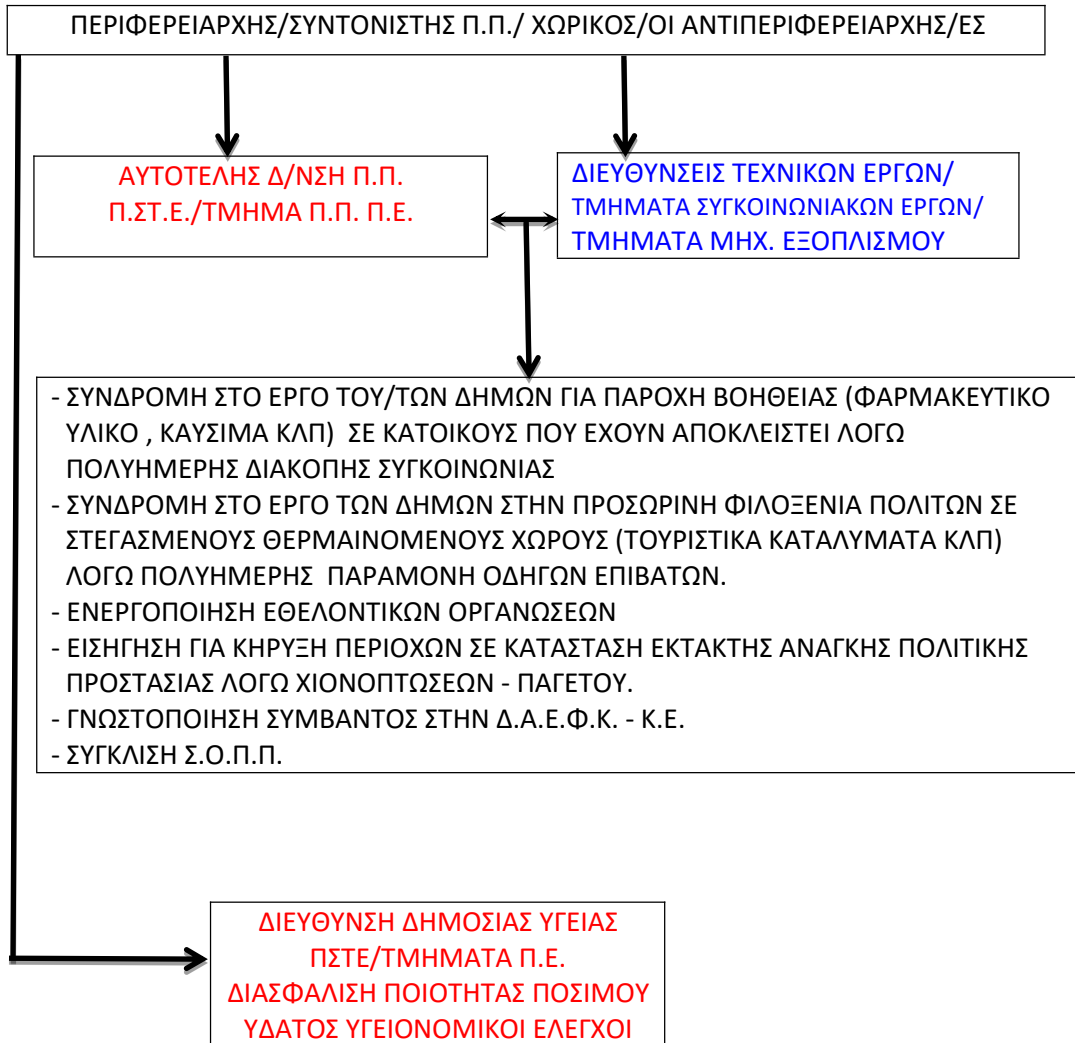 ΠΕΡΙΦΕΡΕΙΑΡΧΗΣ/ΣΥΝΤΟΝΙΣΤΗΣ Π.Π./ ΧΩΡΙΚΟΣ/ΟΙ ΑΝΤΙΠΕΡΙΦΕΡΕΙΑΡΧΗΣ/ΕΣ
ΑΥΤΟΤΕΛΗΣ Δ/ΝΣΗ Π.Π.
Π.ΣΤ.Ε./ΤΜΗΜΑ Π.Π. Π.Ε.
ΔΙΕΥΘΥΝΣΕΙΣ ΤΕΧΝΙΚΩΝ ΕΡΓΩΝ/
ΤΜΗΜΑΤΑ ΣΥΓΚΟΙΝΩΝΙΑΚΩΝ ΕΡΓΩΝ/
ΤΜΗΜΑΤΑ ΜΗΧ. ΕΞΟΠΛΙΣΜΟΥ
- ΣΥΝΔΡΟΜΗ ΣΤΟ ΕΡΓΟ ΤΟΥ/ΤΩΝ ΔΗΜΩΝ ΓΙΑ ΠΑΡΟΧΗ ΒΟΗΘΕΙΑΣ (ΦΑΡΜΑΚΕΥΤΙΚΟ
ΥΛΙΚΟ , ΚΑΥΣΙΜΑ ΚΛΠ) ΣΕ ΚΑΤΟΙΚΟΥΣ ΠΟΥ ΕΧΟΥΝ ΑΠΟΚΛΕΙΣΤΕΙ ΛΟΓΩ
ΠΟΛΥΗΜΕΡΗΣ ΔΙΑΚΟΠΗΣ ΣΥΓΚΟΙΝΩΝΙΑΣ
- ΣΥΝΔΡΟΜΗ ΣΤΟ ΕΡΓΟ ΤΩΝ ΔΗΜΩΝ ΣΤΗΝ ΠΡΟΣΩΡΙΝΗ ΦΙΛΟΞΕΝΙΑ ΠΟΛΙΤΩΝ ΣΕ
ΣΤΕΓΑΣΜΕΝΟΥΣ ΘΕΡΜΑΙΝΟΜΕΝΟΥΣ ΧΩΡΟΥΣ (ΤΟΥΡΙΣΤΙΚΑ ΚΑΤΑΛΥΜΑΤΑ ΚΛΠ)
ΛΟΓΩ ΠΟΛΥΗΜΕΡΗΣ ΠΑΡΑΜΟΝΗ ΟΔΗΓΩΝ ΕΠΙΒΑΤΩΝ.
- ΕΝΕΡΓΟΠΟΙΗΣΗ ΕΘΕΛΟΝΤΙΚΩΝ ΟΡΓΑΝΩΣΕΩΝ
- ΕΙΣΗΓΗΣΗ ΓΙΑ ΚΗΡΥΞΗ ΠΕΡΙΟΧΩΝ ΣΕ ΚΑΤΑΣΤΑΣΗ ΕΚΤΑΚΤΗΣ ΑΝΑΓΚΗΣ ΠΟΛΙΤΙΚΗΣ
ΠΡΟΣΤΑΣΙΑΣ ΛΟΓΩ ΧΙΟΝΟΠΤΩΣΕΩΝ - ΠΑΓΕΤΟΥ.
- ΓΝΩΣΤΟΠΟΙΗΣΗ ΣΥΜΒΑΝΤΟΣ ΣΤΗΝ Δ.Α.Ε.Φ.Κ. - Κ.Ε.
- ΣΥΓΚΛΙΣΗ Σ.Ο.Π.Π.
ΔΙΕΥΘΥΝΣΗ ΔΗΜΟΣΙΑΣ ΥΓΕΙΑΣ
ΠΣΤΕ/ΤΜΗΜΑΤΑ Π.Ε.
ΔΙΑΣΦΑΛΙΣΗ ΠΟΙΟΤΗΤΑΣ ΠΟΣΙΜΟΥ
ΥΔΑΤΟΣ ΥΓΕΙΟΝΟΜΙΚΟΙ ΕΛΕΓΧΟΙ